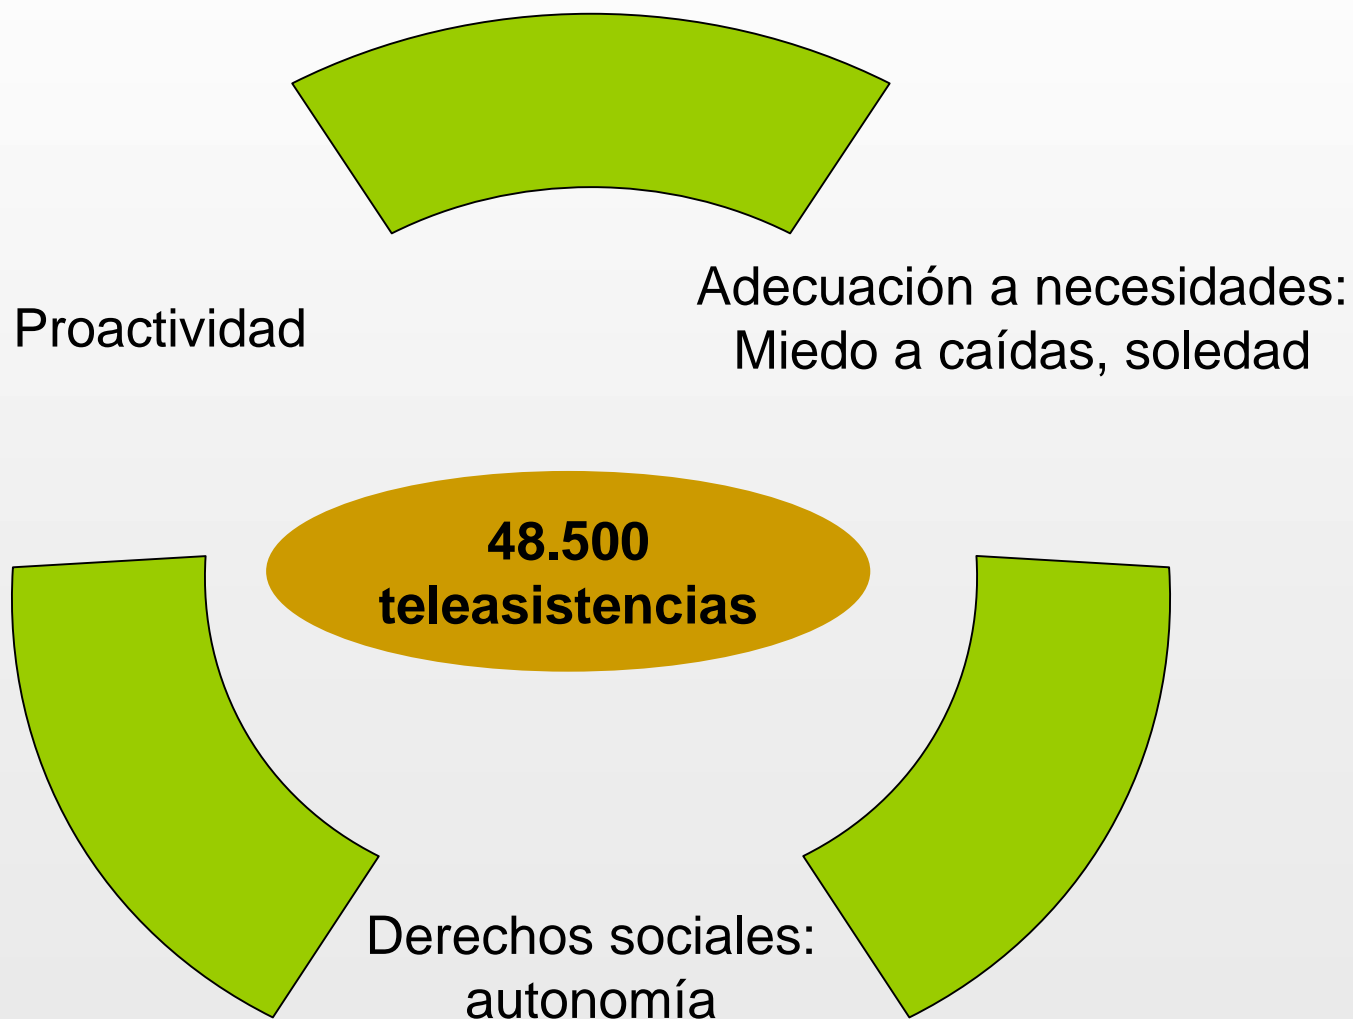 Proactividad
Adecuación a necesidades:
Miedo a caídas, soledad
48.500
teleasistencias
Derechos sociales:
autonomía